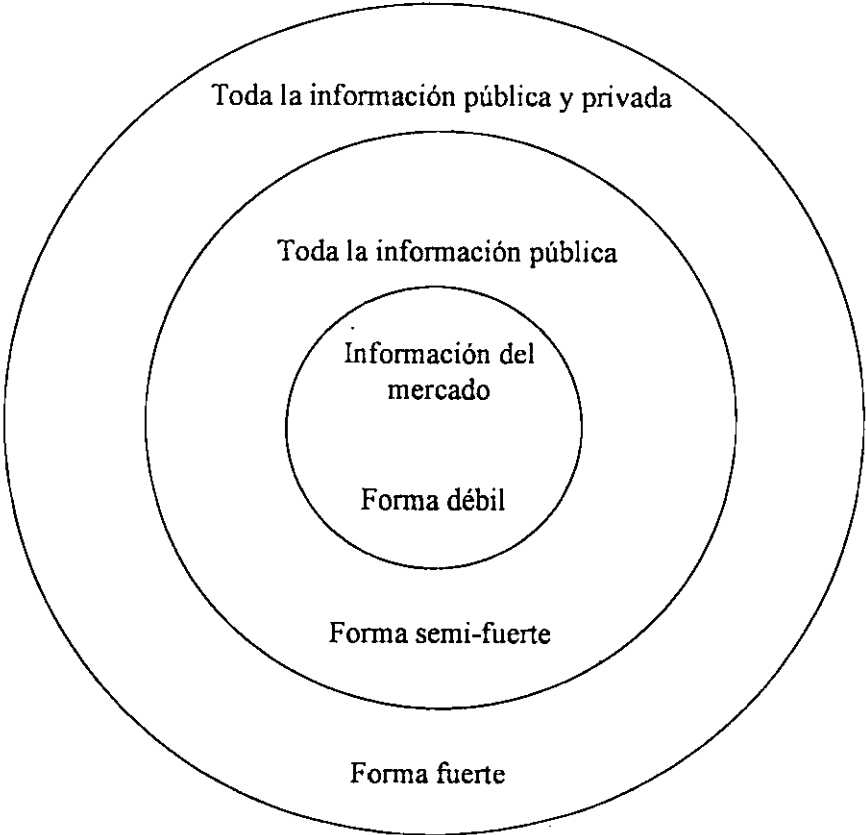 Toda la información pública y privada
Toda la información pública
Información del
mercado
Forma débil
Forma semi-fuerte
Forma fuerte